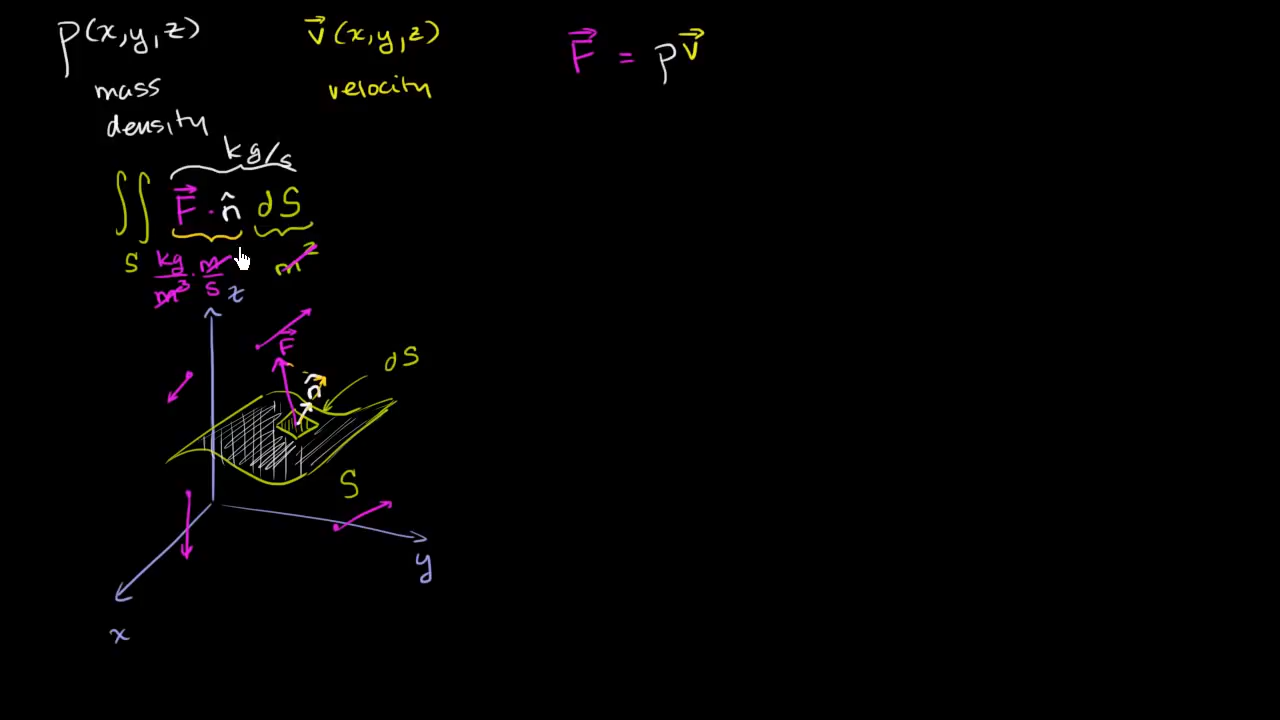 ρ(x,y,z)
v⃗(x,y,z)
F⃗ = ρv⃗
mass
density
velocity
kg/s
∬ F⃗ · n̂ dS
S
kg/m³ · m/s
m²
z
F⃗
n̂
dS
S
y
x